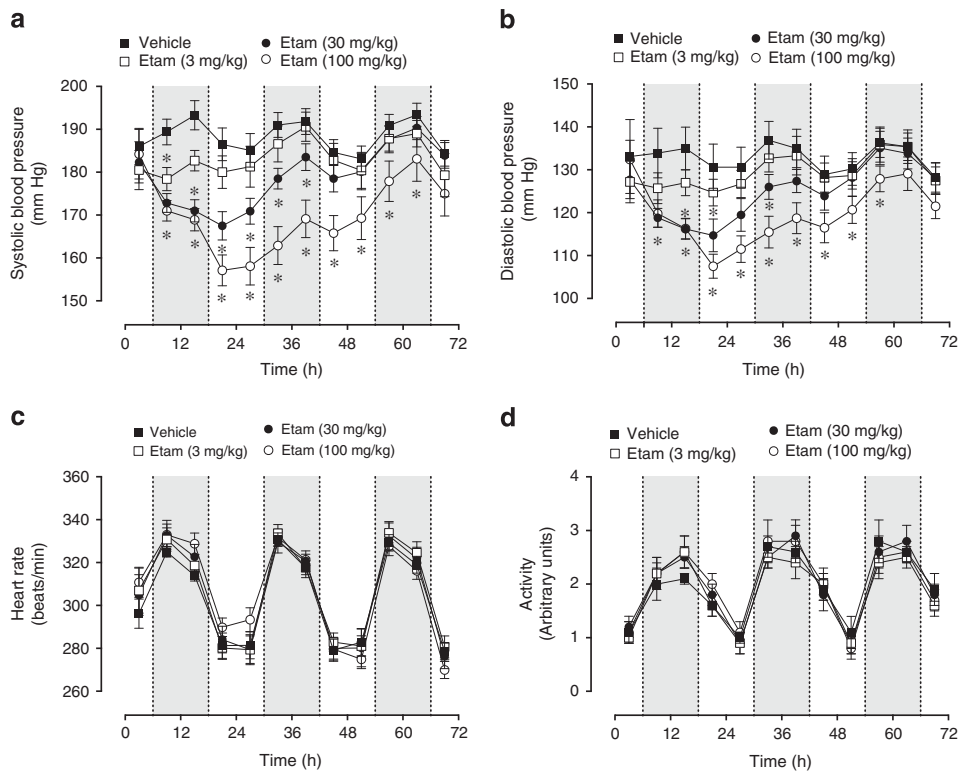 a
Vehicle
Etam (3 mg/kg)
Etam (30 mg/kg)
Etam (100 mg/kg)
Systolic blood pressure
(mm Hg)
200
190
180
170
160
150
* * * * * * * * * * * * * *
0 12 24 36 48 60 72
Time (h)
b
Vehicle
Etam (3 mg/kg)
Etam (30 mg/kg)
Etam (100 mg/kg)
Diastolic blood pressure
(mm Hg)
150
140
130
120
110
100
* * * * * * * * * * *
0 12 24 36 48 60 72
Time (h)
c
Vehicle
Etam (3 mg/kg)
Etam (30 mg/kg)
Etam (100 mg/kg)
Heart rate
(beats/min)
360
340
320
300
280
260
0 12 24 36 48 60 72
Time (h)
d
Vehicle
Etam (3 mg/kg)
Etam (30 mg/kg)
Etam (100 mg/kg)
Activity
(Arbitrary units)
4
3
2
1
0
0 12 24 36 48 60 72
Time (h)